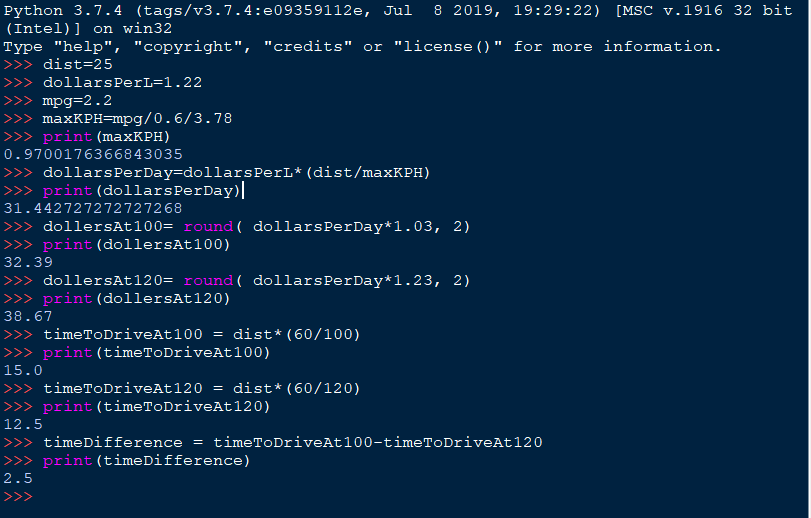 Python 3.7.4 (tags/v3.7.4:e09359112e, Jul  8 2019, 19:29:22) [MSC v.1916 32 bit
(Intel)] on win32
Type "help", "copyright", "credits" or "license()" for more information.
>>> dist=25
>>> dollarsPerL=1.22
>>> mpg=2.2
>>> maxKPH=mpg/0.6/3.78
>>> print(maxKPH)
0.9700176366843035
>>> dollarsPerDay=dollarsPerL*(dist/maxKPH)
>>> print(dollarsPerDay)
31.442727272727268
>>> dollersAt100= round( dollarsPerDay*1.03, 2)
>>> print(dollersAt100)
32.39
>>> dollersAt120= round( dollarsPerDay*1.23, 2)
>>> print(dollersAt120)
38.67
>>> timeToDriveAt100 = dist*(60/100)
>>> print(timeToDriveAt100)
15.0
>>> timeToDriveAt120 = dist*(60/120)
>>> print(timeToDriveAt120)
12.5
>>> timeDifference = timeToDriveAt100-timeToDriveAt120
>>> print(timeDifference)
2.5
>>>